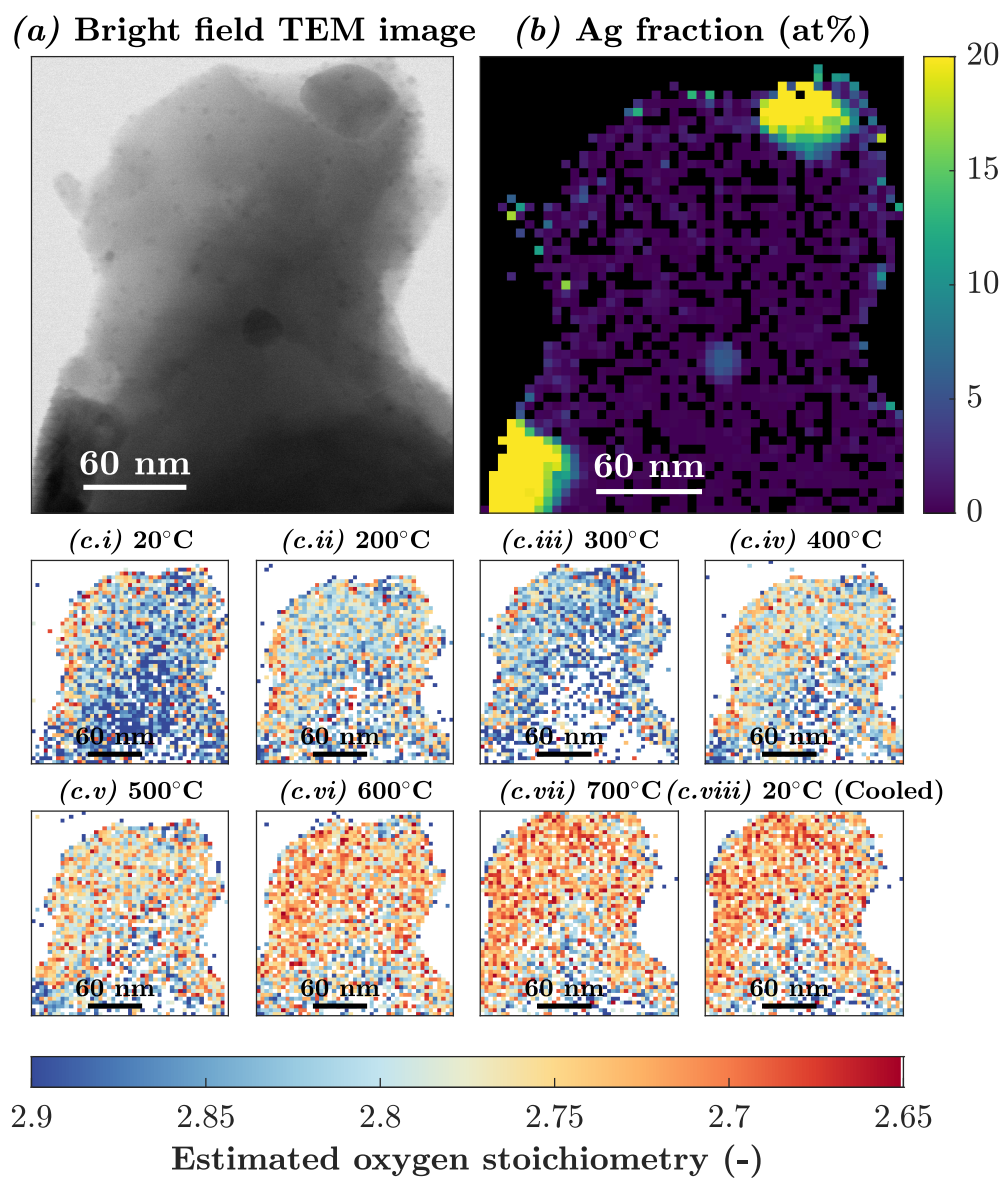 (a) Bright field TEM image
(b) Ag fraction (at%)
60 nm
60 nm
20
15
10
5
0
(c.i) 20°C
(c.ii) 200°C
(c.iii) 300°C
(c.iv) 400°C
60 nm
60 nm
60 nm
60 nm
(c.v) 500°C
(c.vi) 600°C
(c.vii) 700°C
(c.viii) 20°C (Cooled)
60 nm
60 nm
60 nm
60 nm
2.9 2.85 2.8 2.75 2.7 2.65
Estimated oxygen stoichiometry (-)